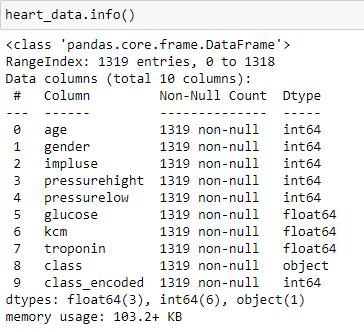 heart_data.info()
<class 'pandas.core.frame.DataFrame'>
RangeIndex: 1319 entries, 0 to 1318
Data columns (total 10 columns):
 #   Column         Non-Null Count  Dtype
---  ------         --------------  -----
 0   age            1319 non-null   int64
 1   gender         1319 non-null   int64
 2   impluse        1319 non-null   int64
 3   pressurehight  1319 non-null   int64
 4   pressurelow    1319 non-null   int64
 5   glucose        1319 non-null   float64
 6   kcm            1319 non-null   float64
 7   troponin       1319 non-null   float64
 8   class          1319 non-null   object
 9   class_encoded  1319 non-null   int64
dtypes: float64(3), int64(6), object(1)
memory usage: 103.2+ KB